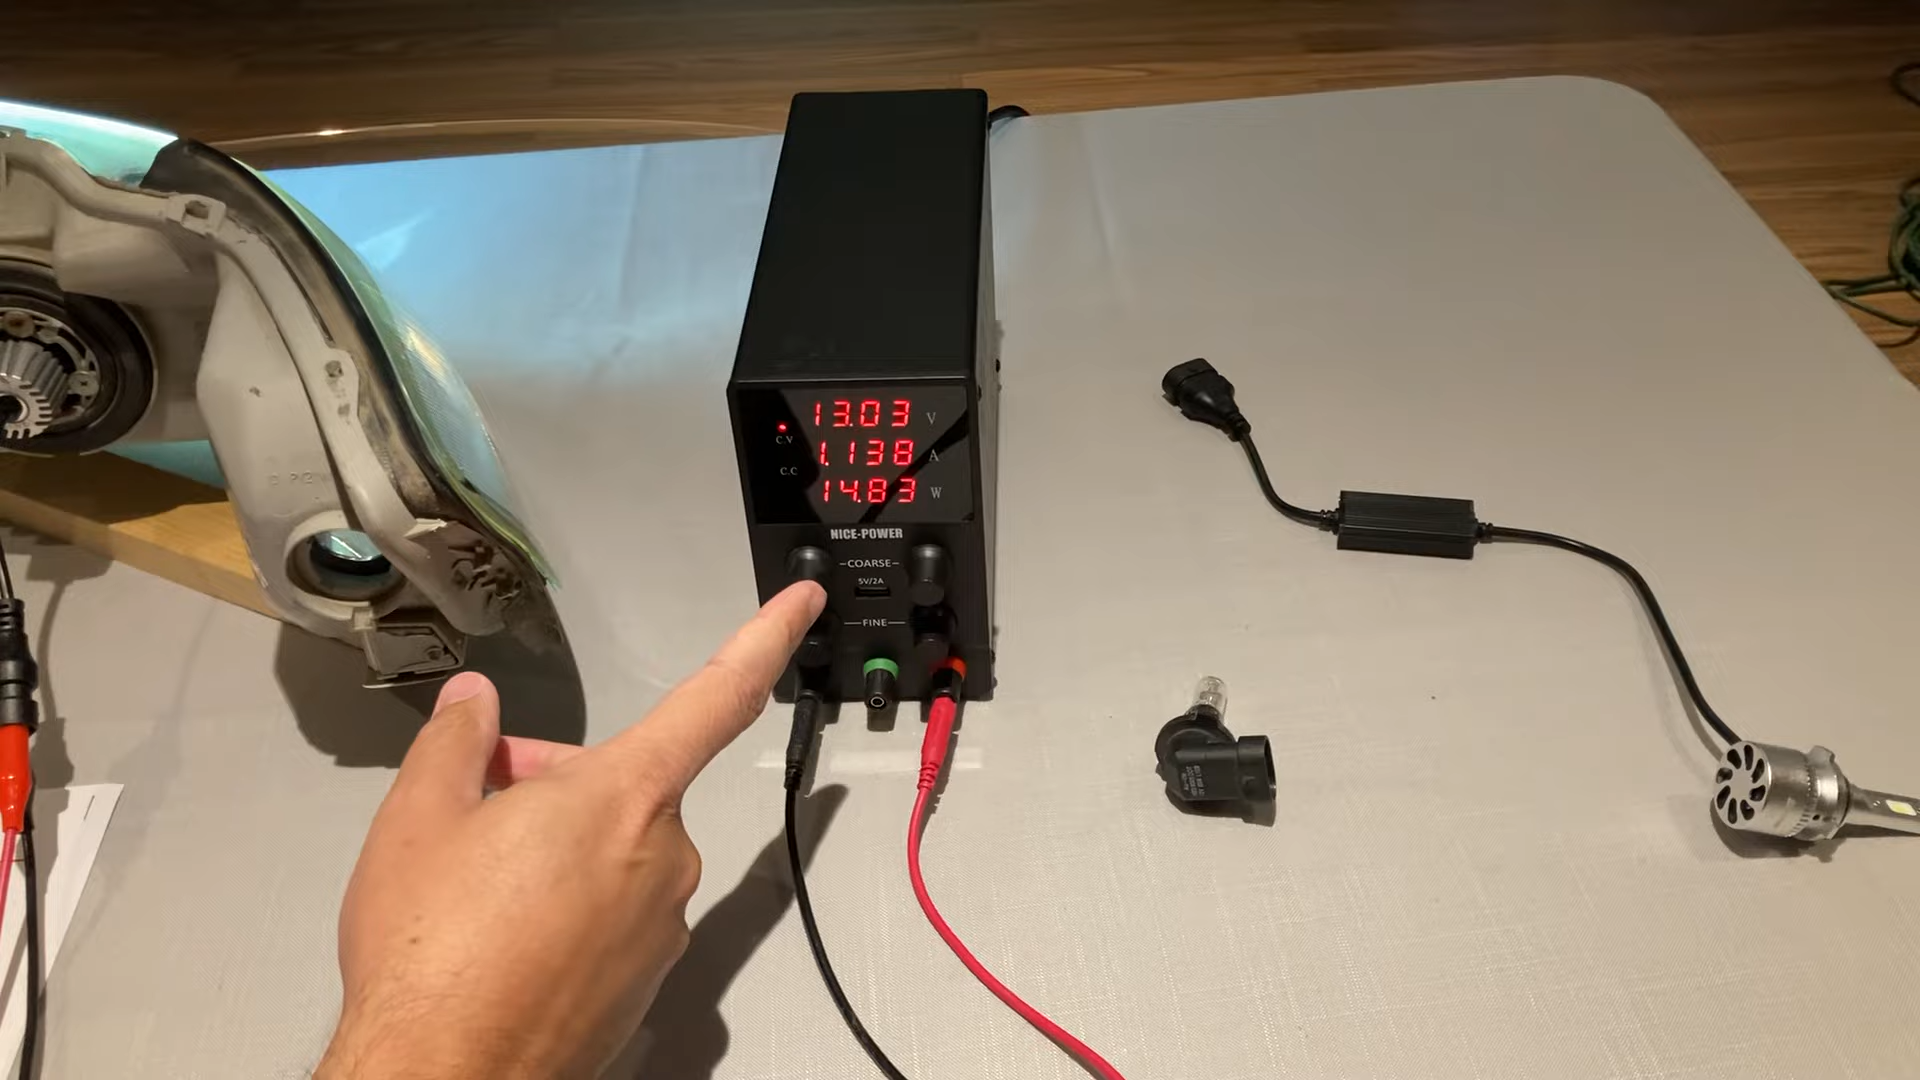 13.03 V
C.V
1.138 A
C.C
14.83 W
NICE-POWER
COARSE
5V/2A
FINE